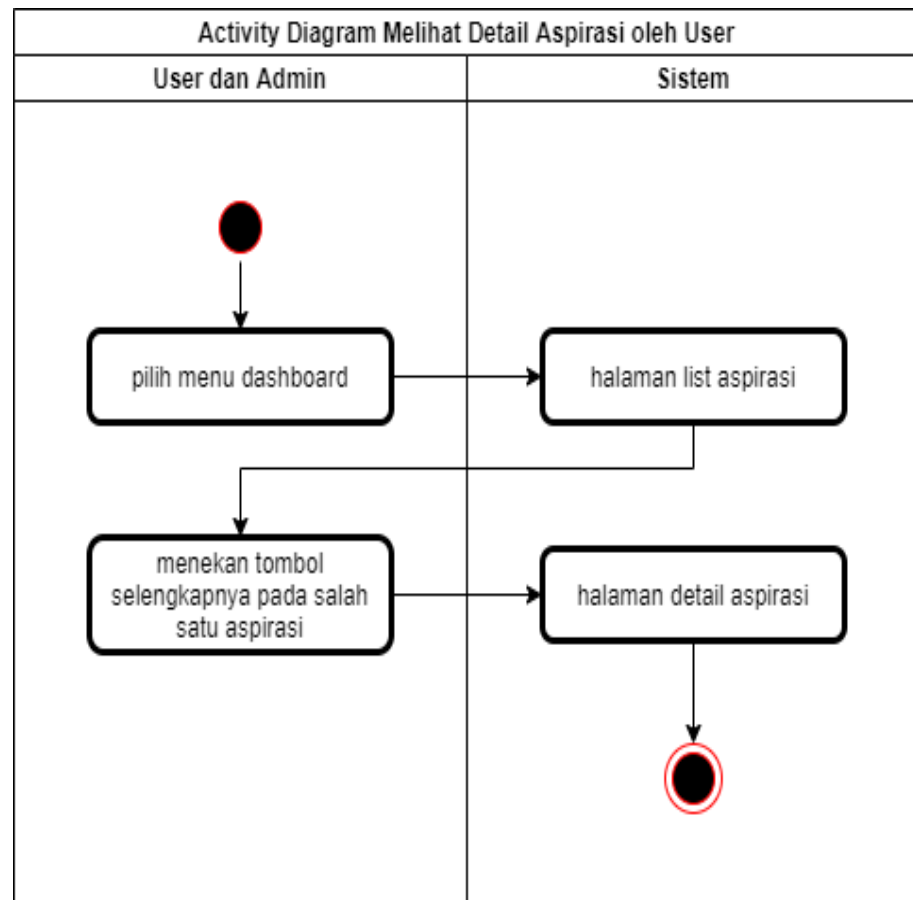 Activity Diagram Melihat Detail Aspirasi oleh User
User dan Admin
Sistem
pilih menu dashboard
halaman list aspirasi
menekan tombol
selengkapnya pada salah
satu aspirasi
halaman detail aspirasi